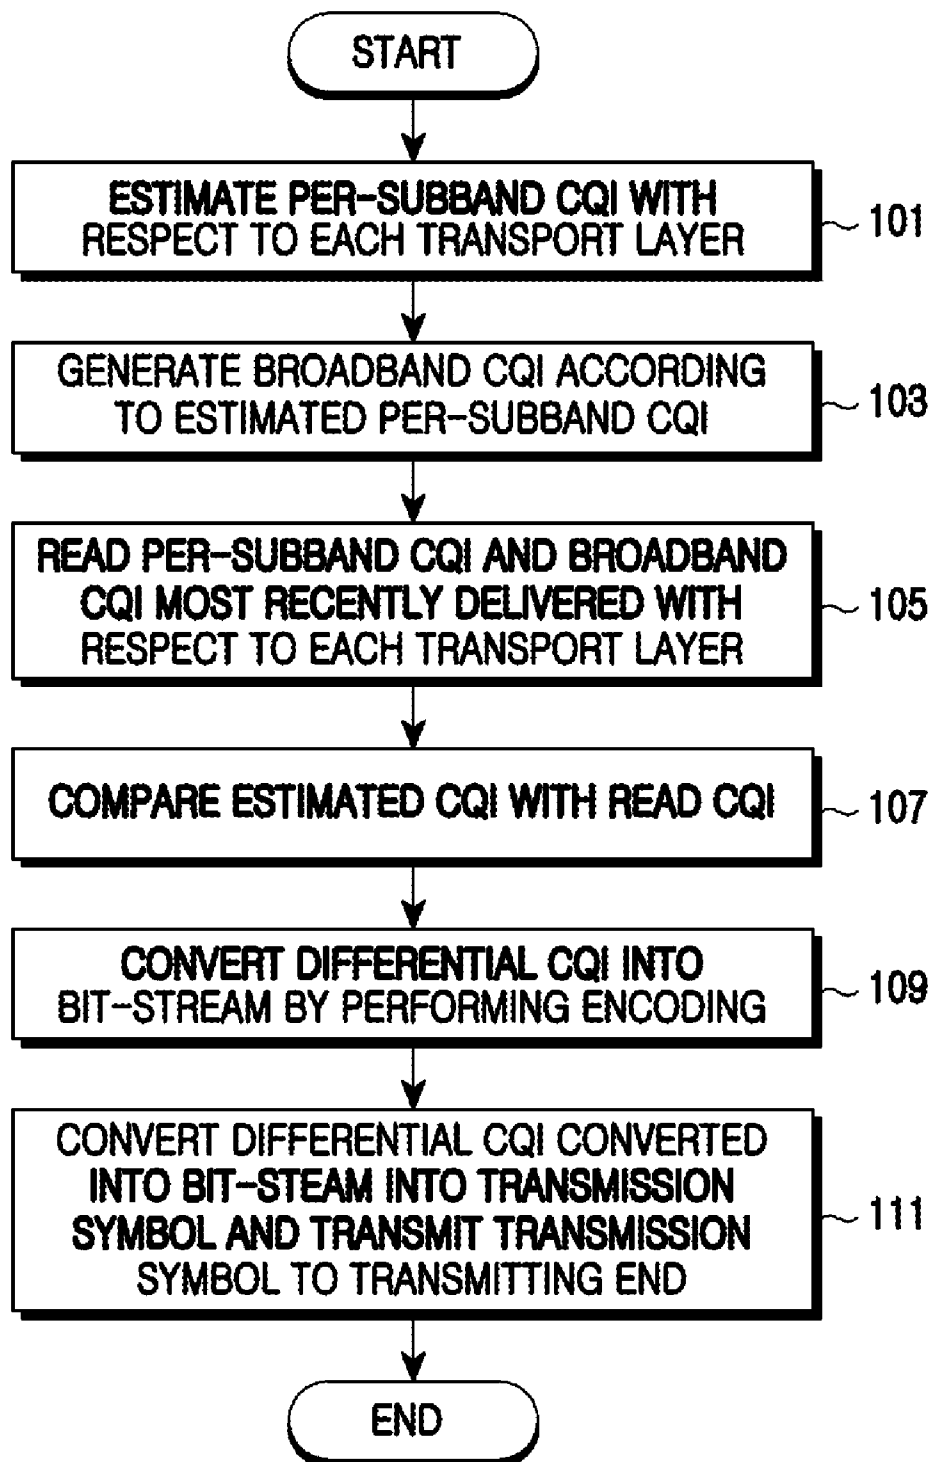 START
ESTIMATE PER-SUBBAND CQI WITH
RESPECT TO EACH TRANSPORT LAYER
101
GENERATE BROADBAND CQI ACCORDING
TO ESTIMATED PER-SUBBAND CQI
103
READ PER-SUBBAND CQI AND BROADBAND
CQI MOST RECENTLY DELIVERED WITH
RESPECT TO EACH TRANSPORT LAYER
105
COMPARE ESTIMATED CQI WITH READ CQI
107
CONVERT DIFFERENTIAL CQI INTO
BIT-STREAM BY PERFORMING ENCODING
109
CONVERT DIFFERENTIAL CQI CONVERTED
INTO BIT-STEAM INTO TRANSMISSION
SYMBOL AND TRANSMIT TRANSMISSION
SYMBOL TO TRANSMITTING END
111
END